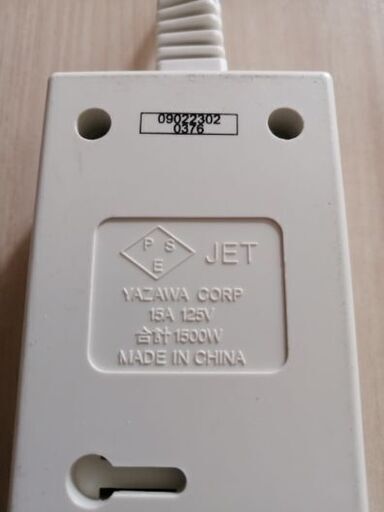 09022302
0376
P S E JET
YAZAWA CORP
15A 125V
合計1500W
MADE IN CHINA